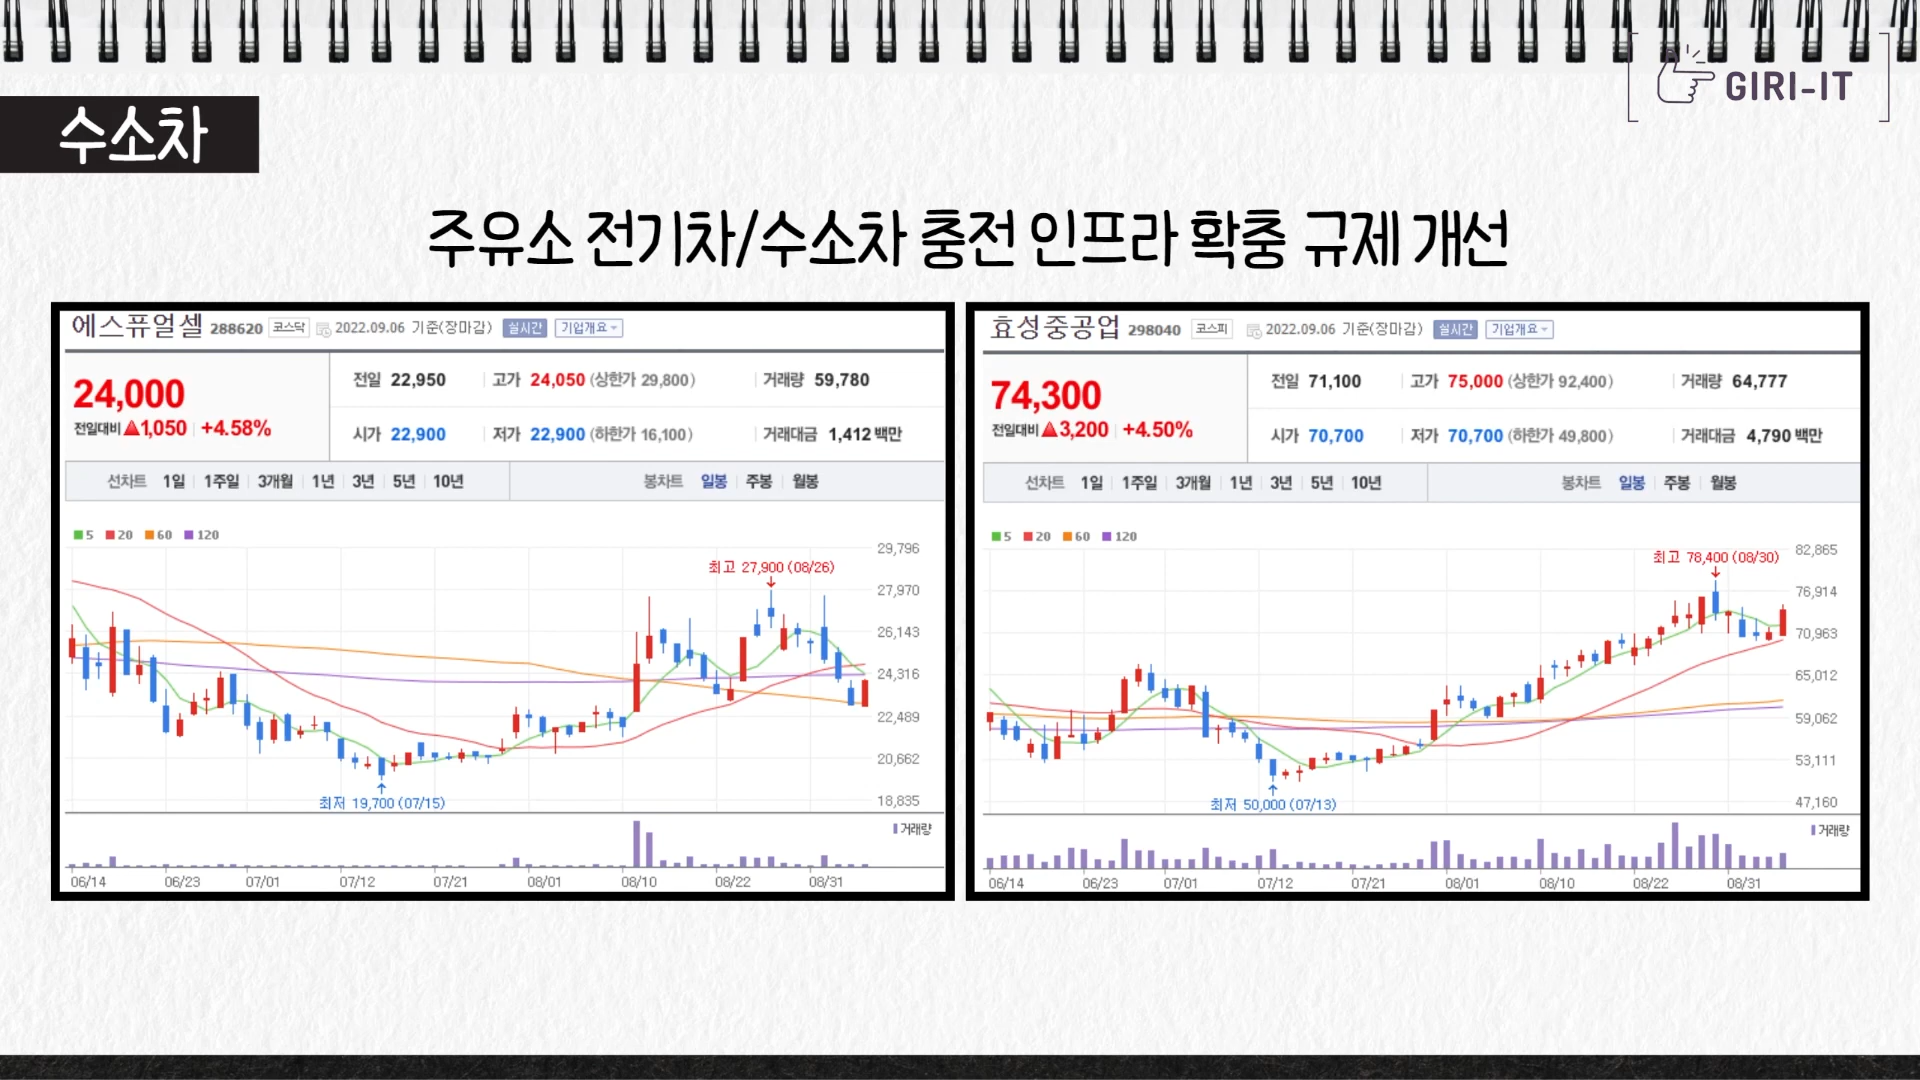 GIRI-IT
수소차
주유소 전기차/수소차 충전 인프라 확충 규제 개선
에스퓨얼셀 288620 코스닥 2022.09.06 기준(장마감) 실시간 기업개요
24,000
전일대비 ▲1,050 +4.58%
전일 22,950 고가 24,050 (상한가 29,800) 거래량 59,780
시가 22,900 저가 22,900 (하한가 16,100) 거래대금 1,412 백만
선차트 1일 1주일 3개월 1년 3년 5년 10년 봉차트 일봉 주봉 월봉
5 20 60 120
최고 27,900 (08/26)
최저 19,700 (07/15)
29,796
27,970
26,143
24,316
22,489
20,662
18,835
거래량
06/14 06/23 07/01 07/12 07/21 08/01 08/10 08/22 08/31
효성중공업 298040 코스피 2022.09.06 기준(장마감) 실시간 기업개요
74,300
전일대비 ▲3,200 +4.50%
전일 71,100 고가 75,000 (상한가 92,400) 거래량 64,777
시가 70,700 저가 70,700 (하한가 49,800) 거래대금 4,790 백만
선차트 1일 1주일 3개월 1년 3년 5년 10년 봉차트 일봉 주봉 월봉
5 20 60 120
최고 78,400 (08/30)
최저 50,000 (07/13)
82,865
76,914
70,963
65,012
59,062
53,111
47,160
거래량
06/14 06/23 07/01 07/12 07/21 08/01 08/10 08/22 08/31